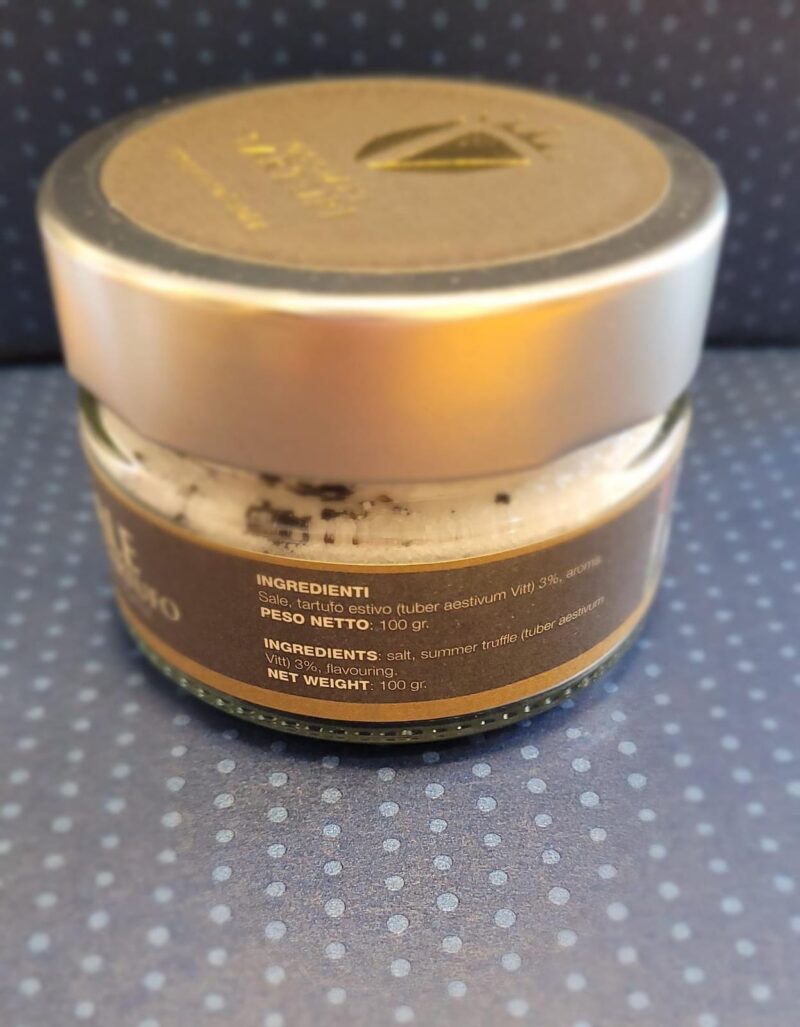 INGREDIENTI
Sale, tartufo estivo (tuber aestivum Vitt) 3%, aroma.
PESO NETTO: 100 gr.
INGREDIENTS: salt, summer truffle (tuber aestivum
Vitt) 3%, flavouring.
NET WEIGHT: 100 gr.